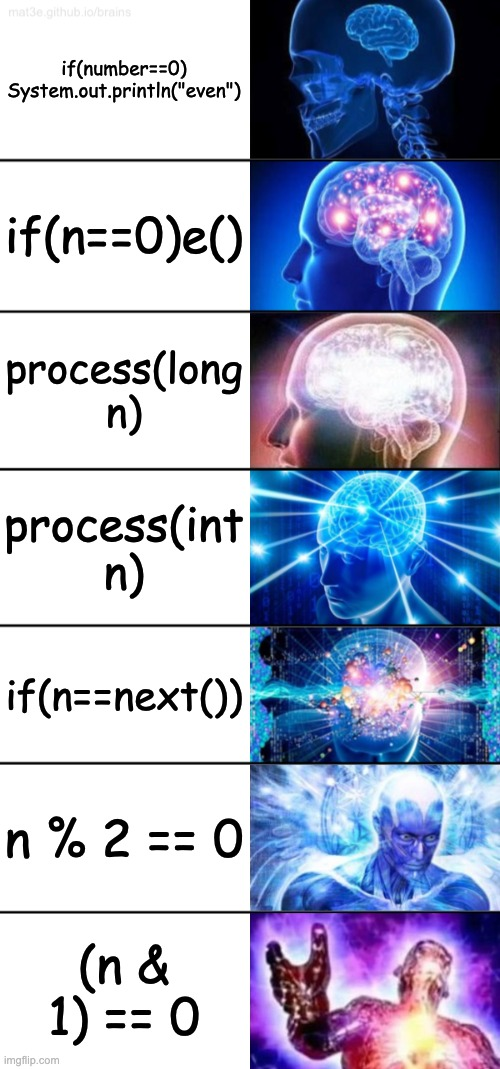 mat3e.github.io/brains
if(number==0)
System.out.println("even")
if(n==0)e()
process(long
n)
process(int
n)
if(n==next())
n % 2 == 0
(n &
1) == 0
imgflip.com